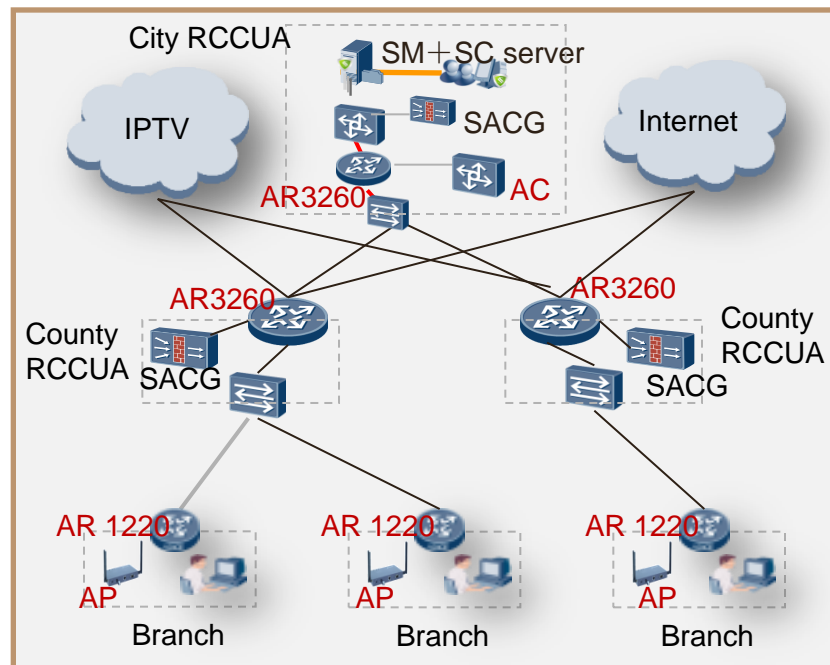 City RCCUA
SM+SC server
IPTV
SACG
Internet
AR3260
AC
AR3260
AR3260
County
RCCUA
SACG
County
RCCUA
SACG
AR 1220
AR 1220
AR 1220
AP
AP
AP
Branch
Branch
Branch